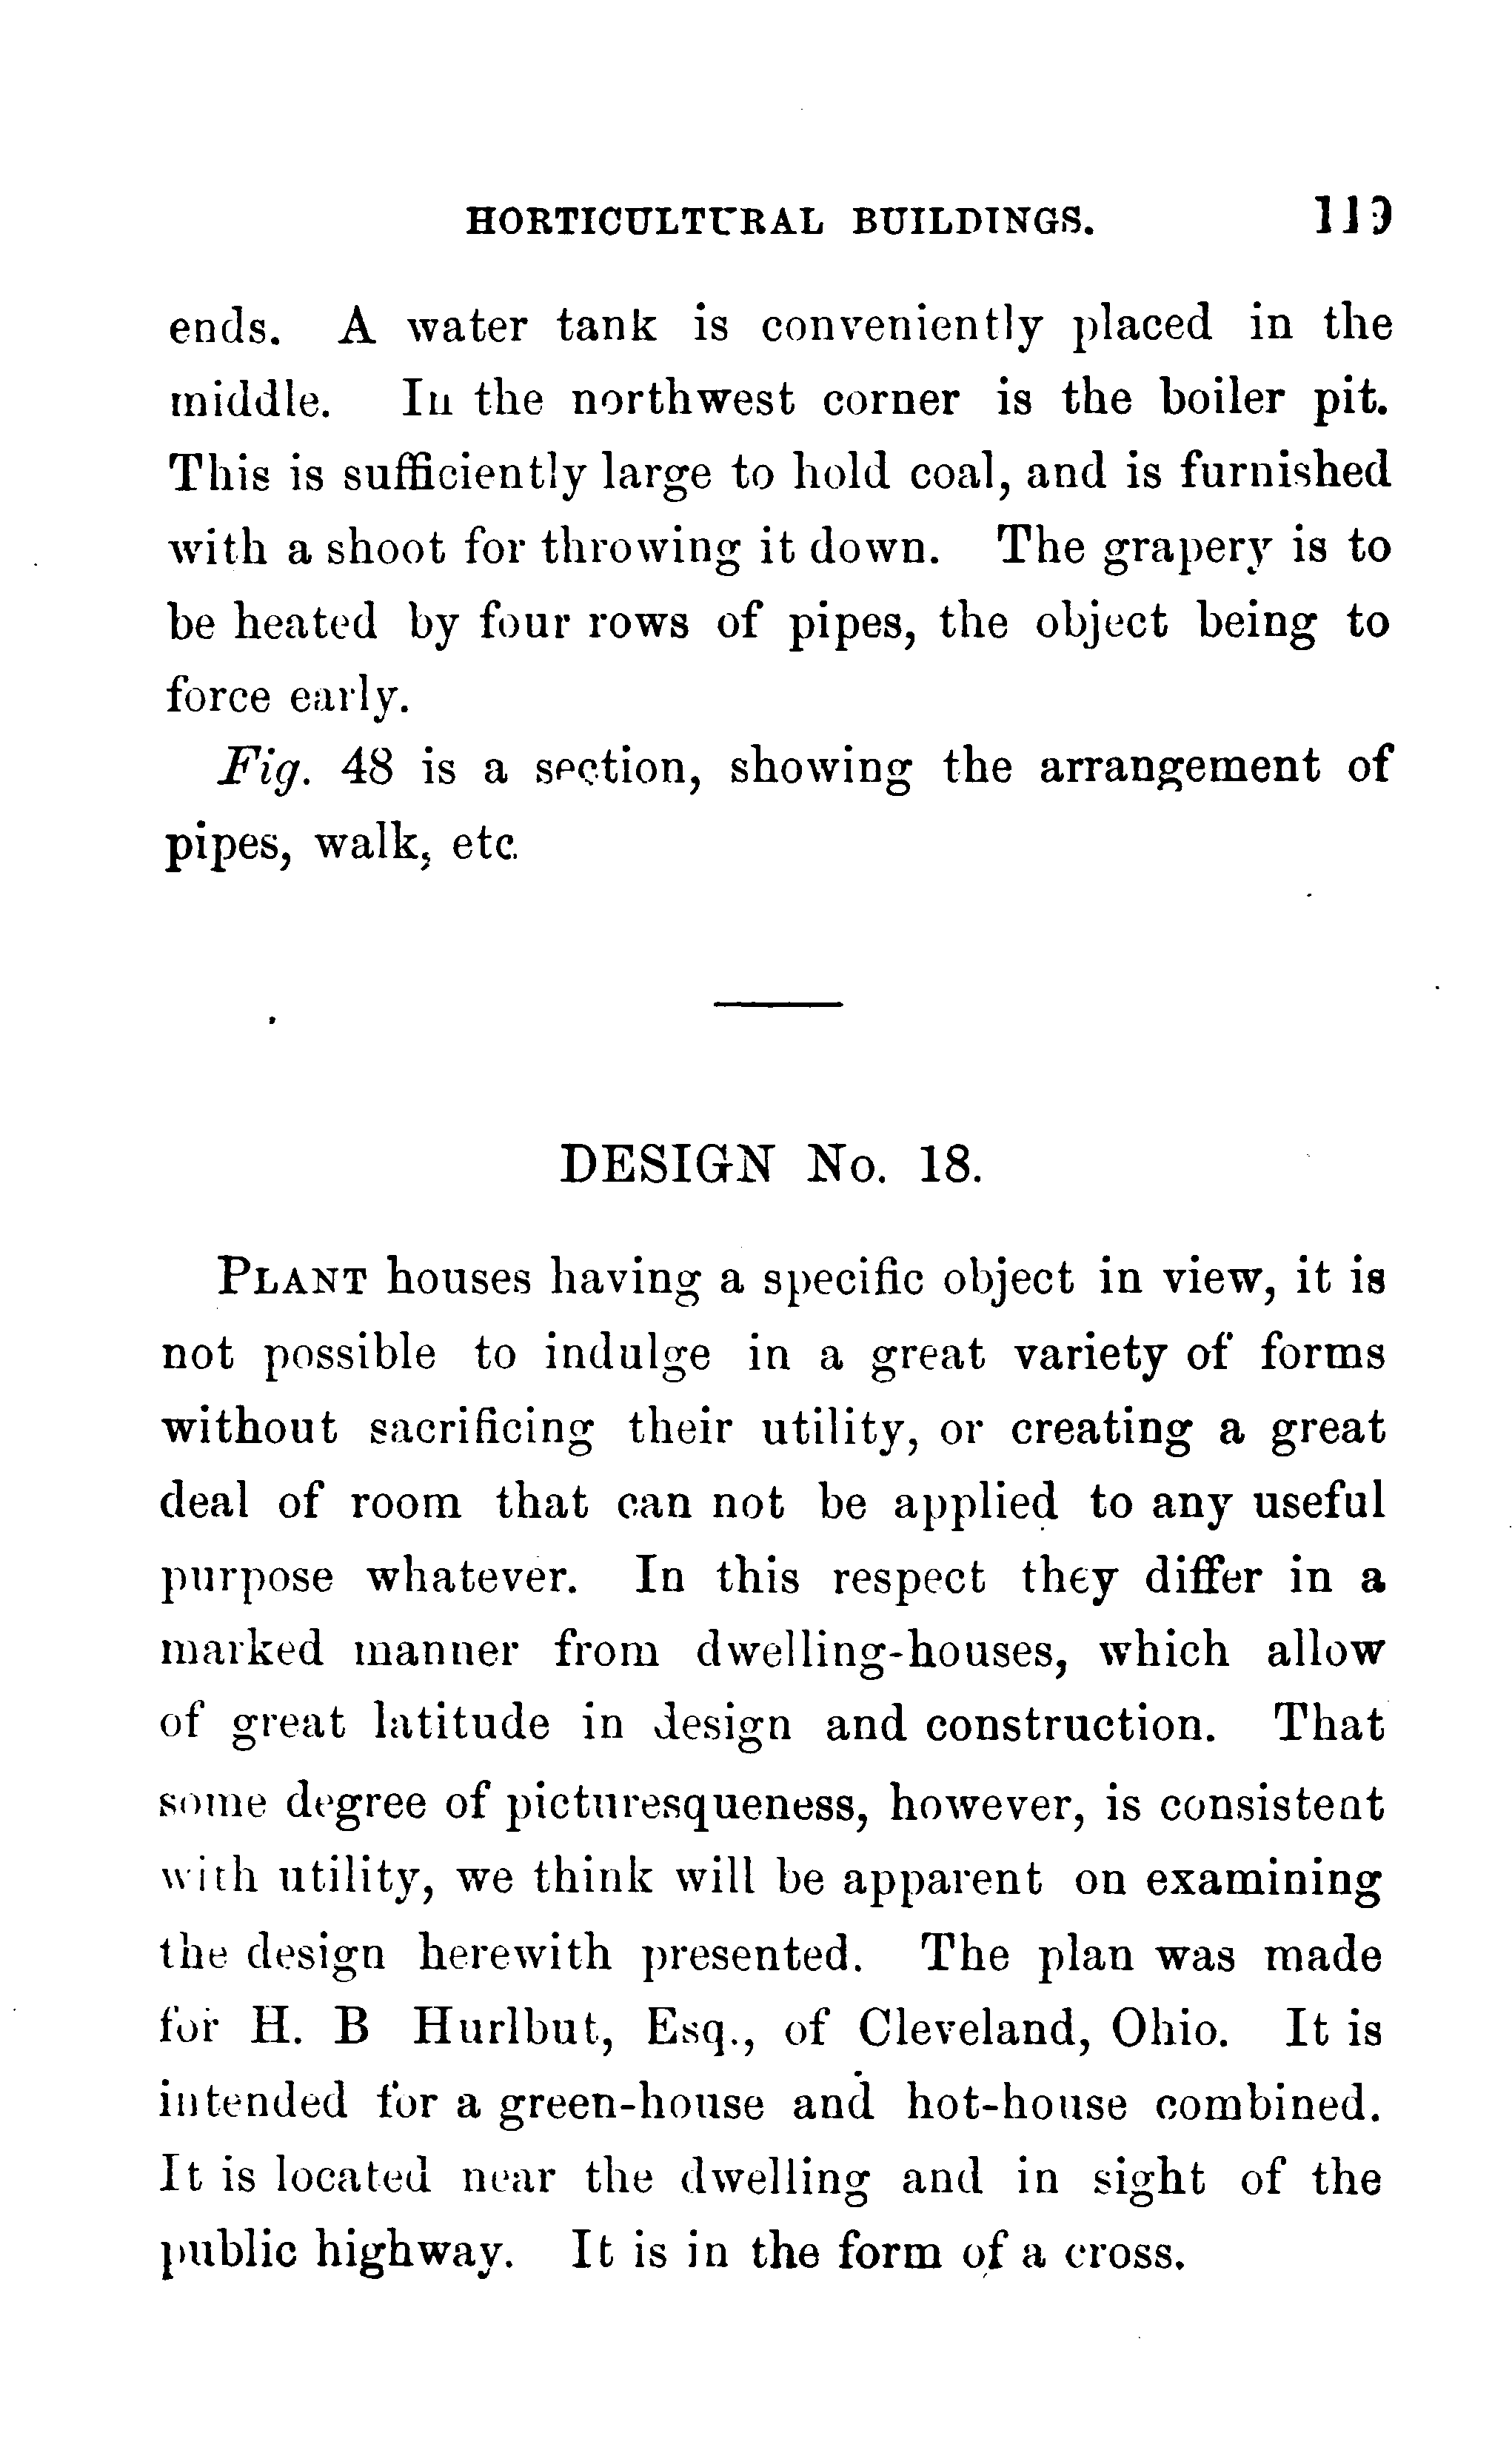 HORTICULTURAL BUILDINGS. 119
ends. A water tank is conveniently placed in the
middle. In the northwest corner is the boiler pit.
This is sufficiently large to hold coal, and is furnished
with a shoot for throwing it down. The grapery is to
be heated by four rows of pipes, the object being to
force early.
Fig. 48 is a section, showing the arrangement of
pipes, walk, etc.
DESIGN No. 18.
PLANT houses having a specific object in view, it is
not possible to indulge in a great variety of forms
without sacrificing their utility, or creating a great
deal of room that can not be applied to any useful
purpose whatever. In this respect they differ in a
marked manner from dwelling-houses, which allow
of great latitude in design and construction. That
some degree of picturesqueness, however, is consistent
with utility, we think will be apparent on examining
the design herewith presented. The plan was made
for H. B Hurlbut, Esq., of Cleveland, Ohio. It is
intended for a green-house and hot-house combined.
It is located near the dwelling and in sight of the
public highway. It is in the form of a cross.